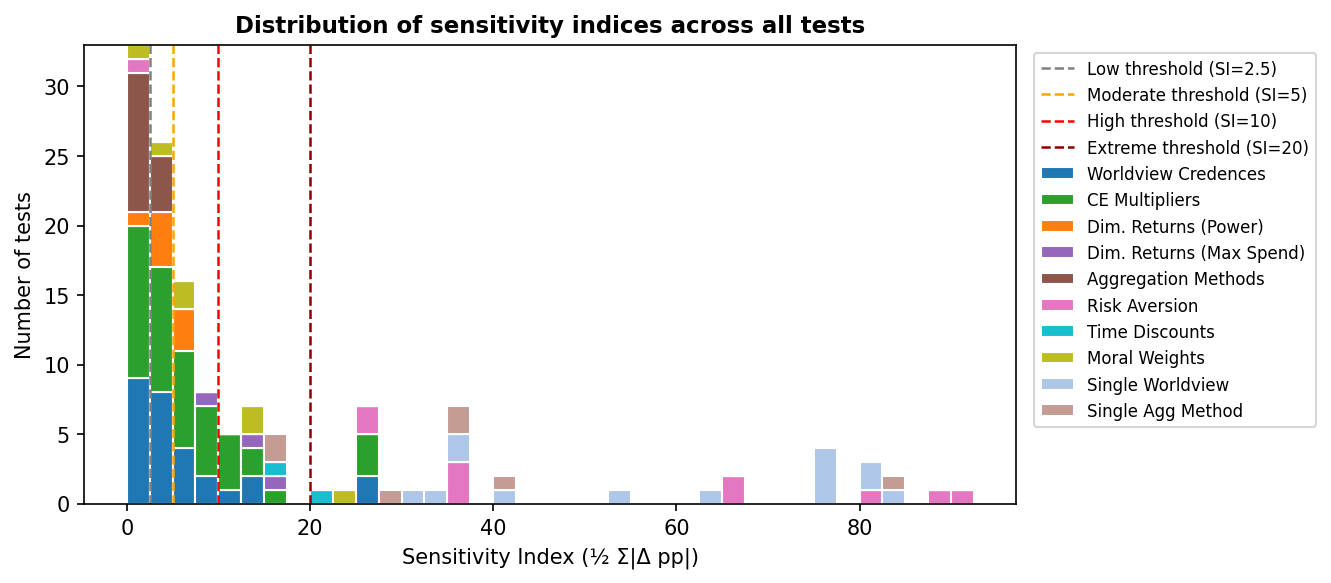 Distribution of sensitivity indices across all tests
Number of tests
30
25
20
15
10
5
0
0
20
40
60
80
Sensitivity Index (½ Σ|Δ pp|)
Low threshold (SI=2.5)
Moderate threshold (SI=5)
High threshold (SI=10)
Extreme threshold (SI=20)
Worldview Credences
CE Multipliers
Dim. Returns (Power)
Dim. Returns (Max Spend)
Aggregation Methods
Risk Aversion
Time Discounts
Moral Weights
Single Worldview
Single Agg Method